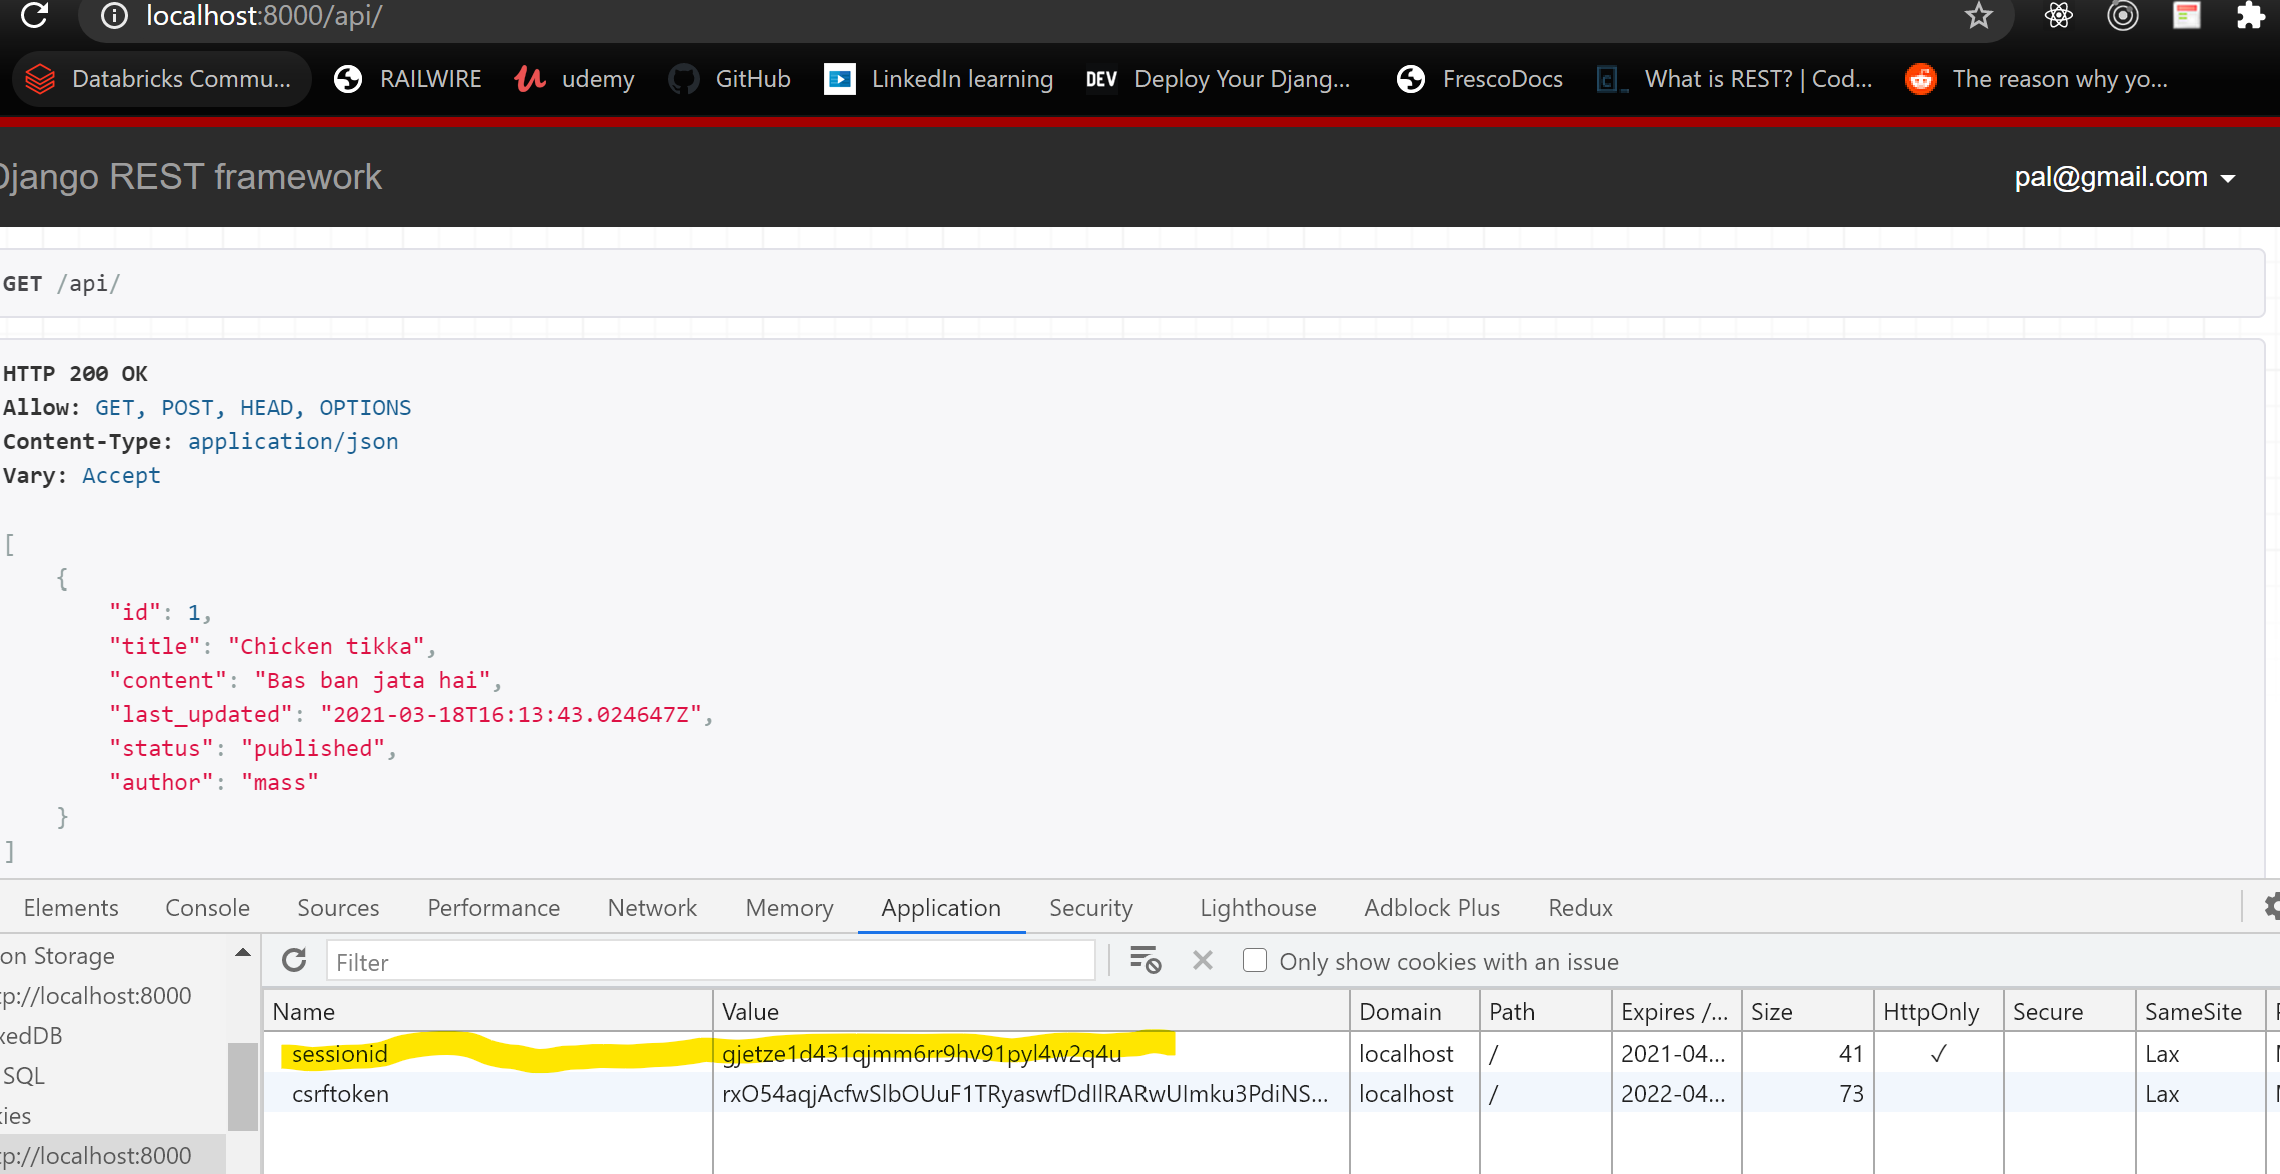 localhost:8000/api/
Databricks Commu... RAILWIRE udemy GitHub LinkedIn learning DEV Deploy Your Djang... FrescoDocs What is REST? | Cod... The reason why yo...
Django REST framework pal@gmail.com
GET /api/
HTTP 200 OK
Allow: GET, POST, HEAD, OPTIONS
Content-Type: application/json
Vary: Accept
[
{
"id": 1,
"title": "Chicken tikka",
"content": "Bas ban jata hai",
"last_updated": "2021-03-18T16:13:43.024647Z",
"status": "published",
"author": "mass"
}
]
Elements Console Sources Performance Network Memory Application Security Lighthouse Adblock Plus Redux
on Storage
Filter Only show cookies with an issue
tp://localhost:8000
xedDB
SQL
kies
tp://localhost:8000
Name Value Domain Path Expires /... Size HttpOnly Secure SameSite
sessionid gjetze1d431qjmm6rr9hv91pyl4w2q4u localhost / 2021-04... 41 ✓ Lax
csrftoken rxO54aqjAcfwSlbOUuF1TRyaswfDdIlRARwUImku3PdiNS... localhost / 2022-04... 73 Lax